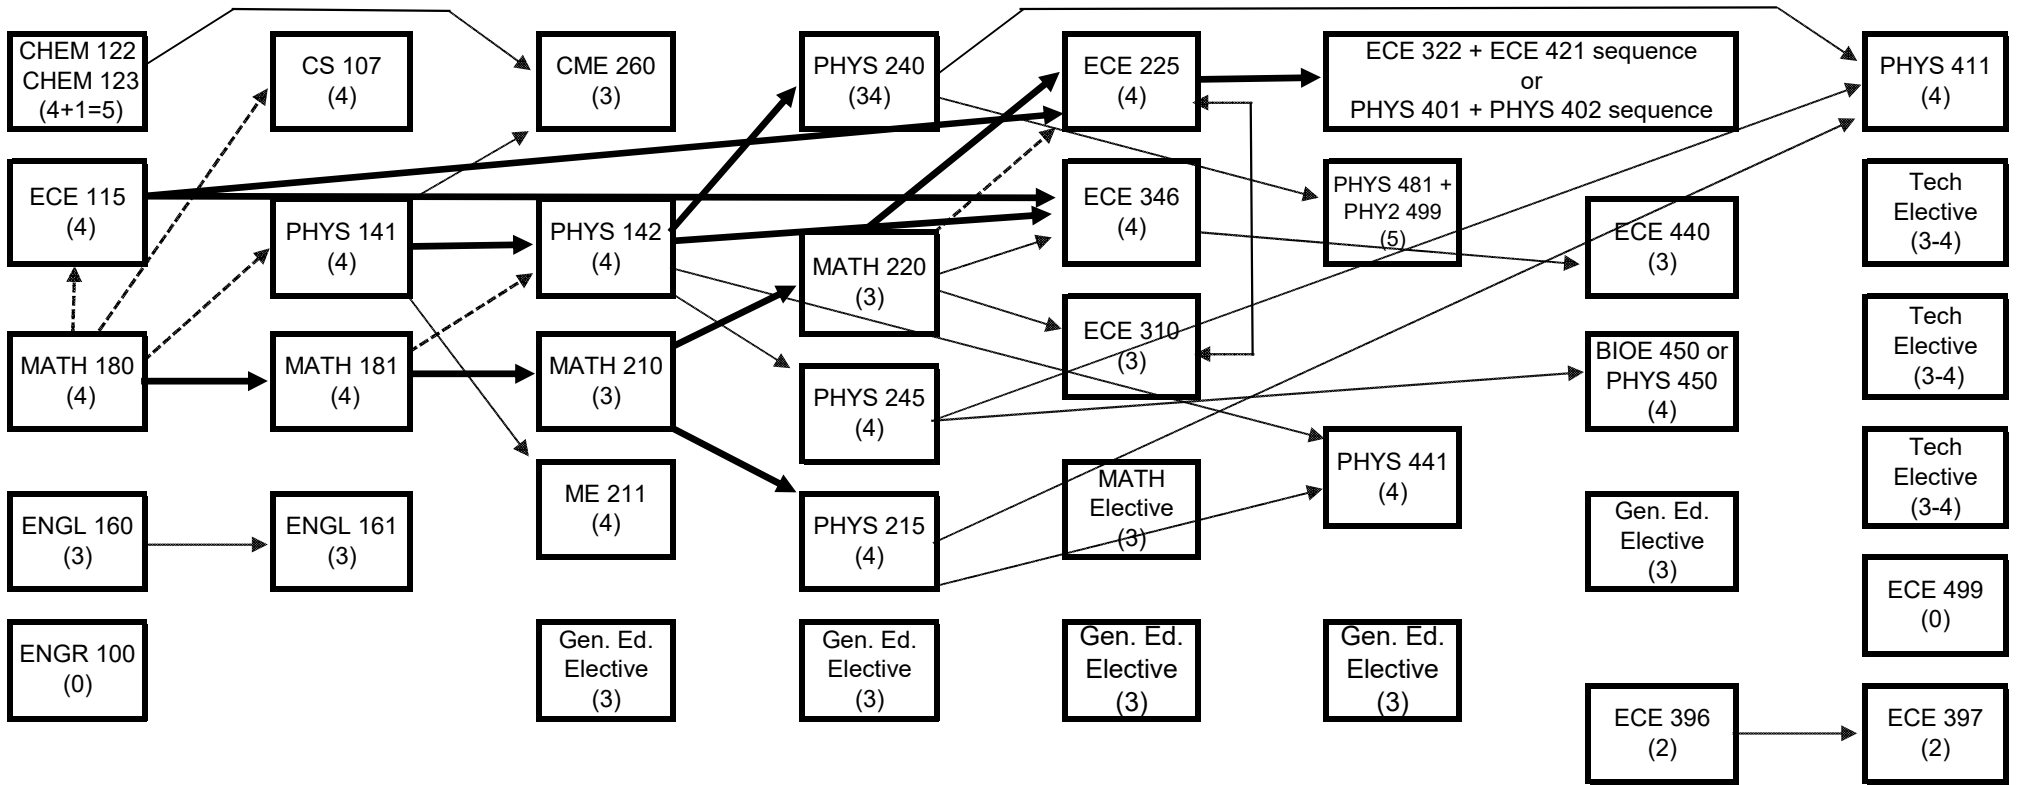 CHEM 122
CHEM 123
(4+1=5)
ECE 115
(4)
MATH 180
(4)
ENGL 160
(3)
ENGR 100
(0)
CS 107
(4)
PHYS 141
(4)
MATH 181
(4)
ENGL 161
(3)
CME 260
(3)
PHYS 142
(4)
MATH 210
(3)
ME 211
(4)
Gen. Ed.
Elective
(3)
PHYS 240
(34)
MATH 220
(3)
PHYS 245
(4)
PHYS 215
(4)
Gen. Ed.
Elective
(3)
ECE 225
(4)
ECE 346
(4)
ECE 310
(3)
MATH
Elective
(3)
Gen. Ed.
Elective
(3)
ECE 322 + ECE 421 sequence
or
PHYS 401 + PHYS 402 sequence
PHYS 481 +
PHY2 499
(5)
PHYS 441
(4)
Gen. Ed.
Elective
(3)
ECE 440
(3)
BIOE 450 or
PHYS 450
(4)
Gen. Ed.
Elective
(3)
ECE 396
(2)
PHYS 411
(4)
Tech
Elective
(3-4)
Tech
Elective
(3-4)
Tech
Elective
(3-4)
ECE 499
(0)
ECE 397
(2)